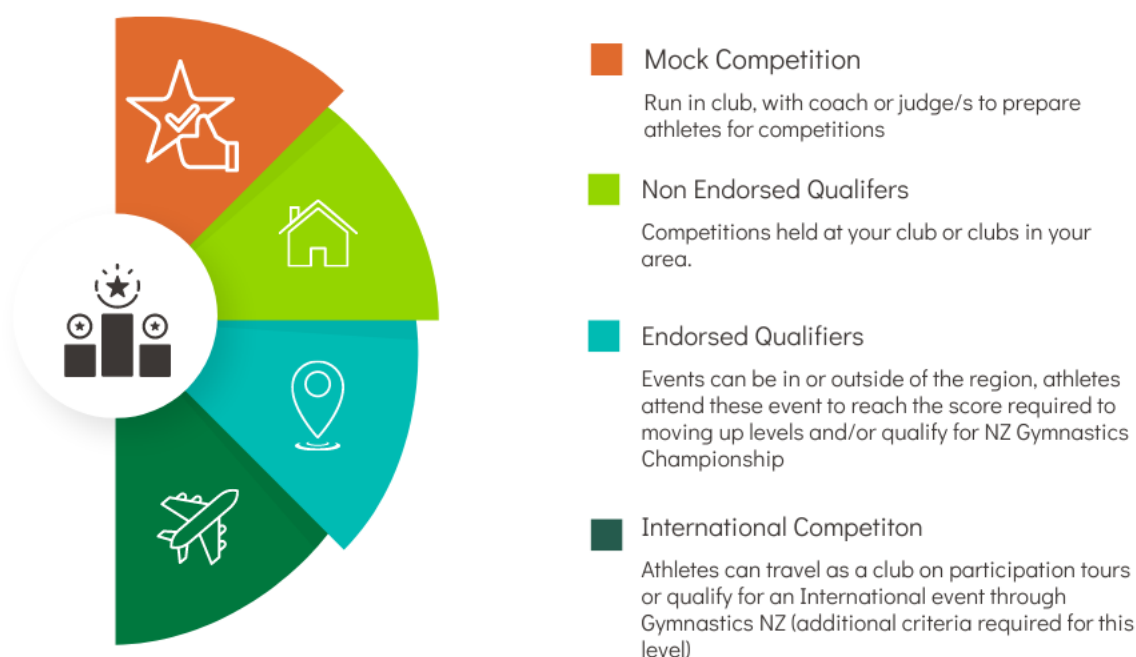 Mock Competition
Run in club, with coach or judge/s to prepare
athletes for competitions
Non Endorsed Qualifers
Competitions held at your club or clubs in your
area.
Endorsed Qualifiers
Events can be in or outside of the region, athletes
attend these event to reach the score required to
moving up levels and/or qualify for NZ Gymnastics
Championship
International Competiton
Athletes can travel as a club on participation tours
or qualify for an International event through
Gymnastics NZ (additional criteria required for this
level)